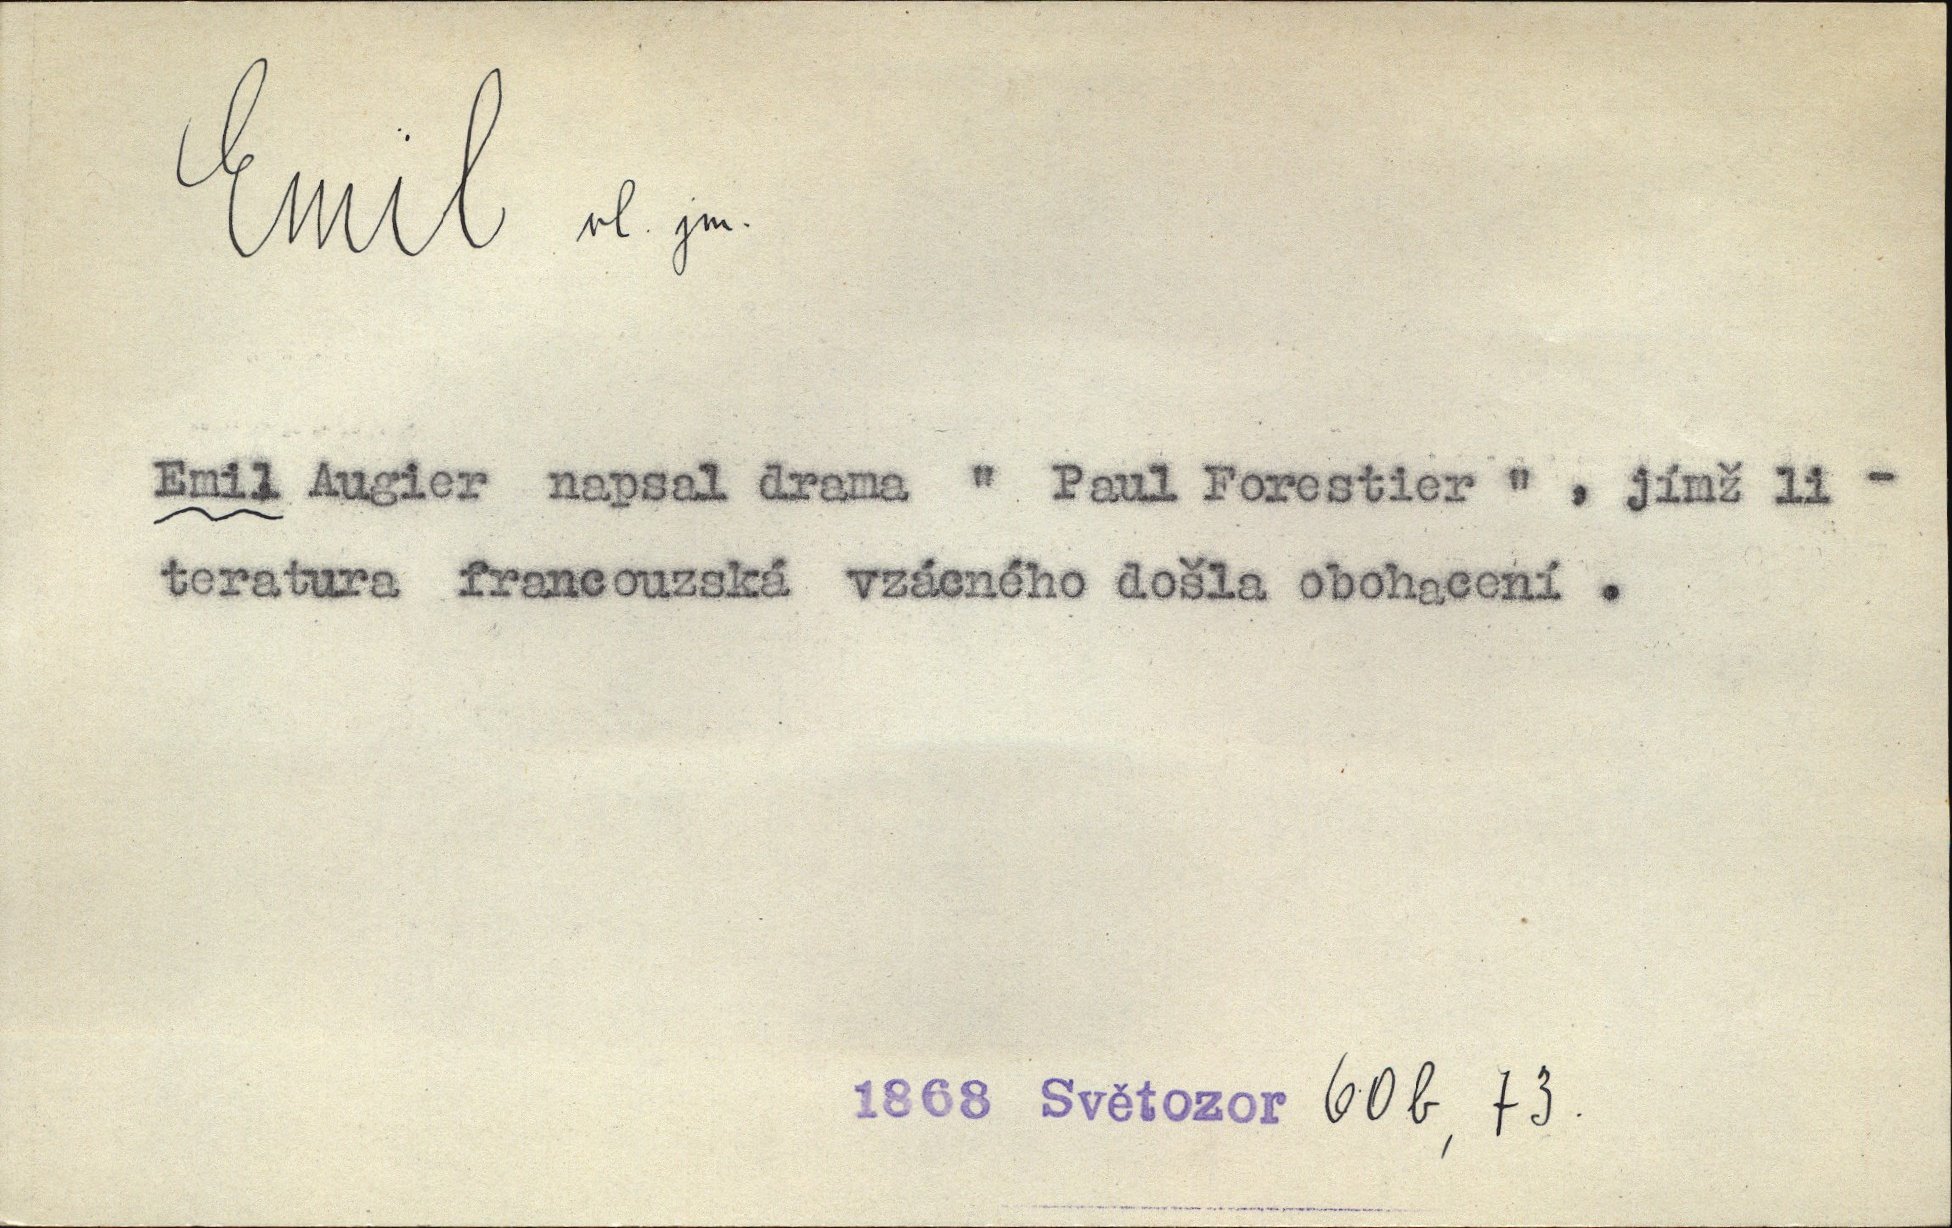 Emil vl. jm.
Emil Augier napsal drama " Paul Forestier " , jímž li -
teratura francouzská vzácného došla obohacení .
1868 Světozor 60b, 73.